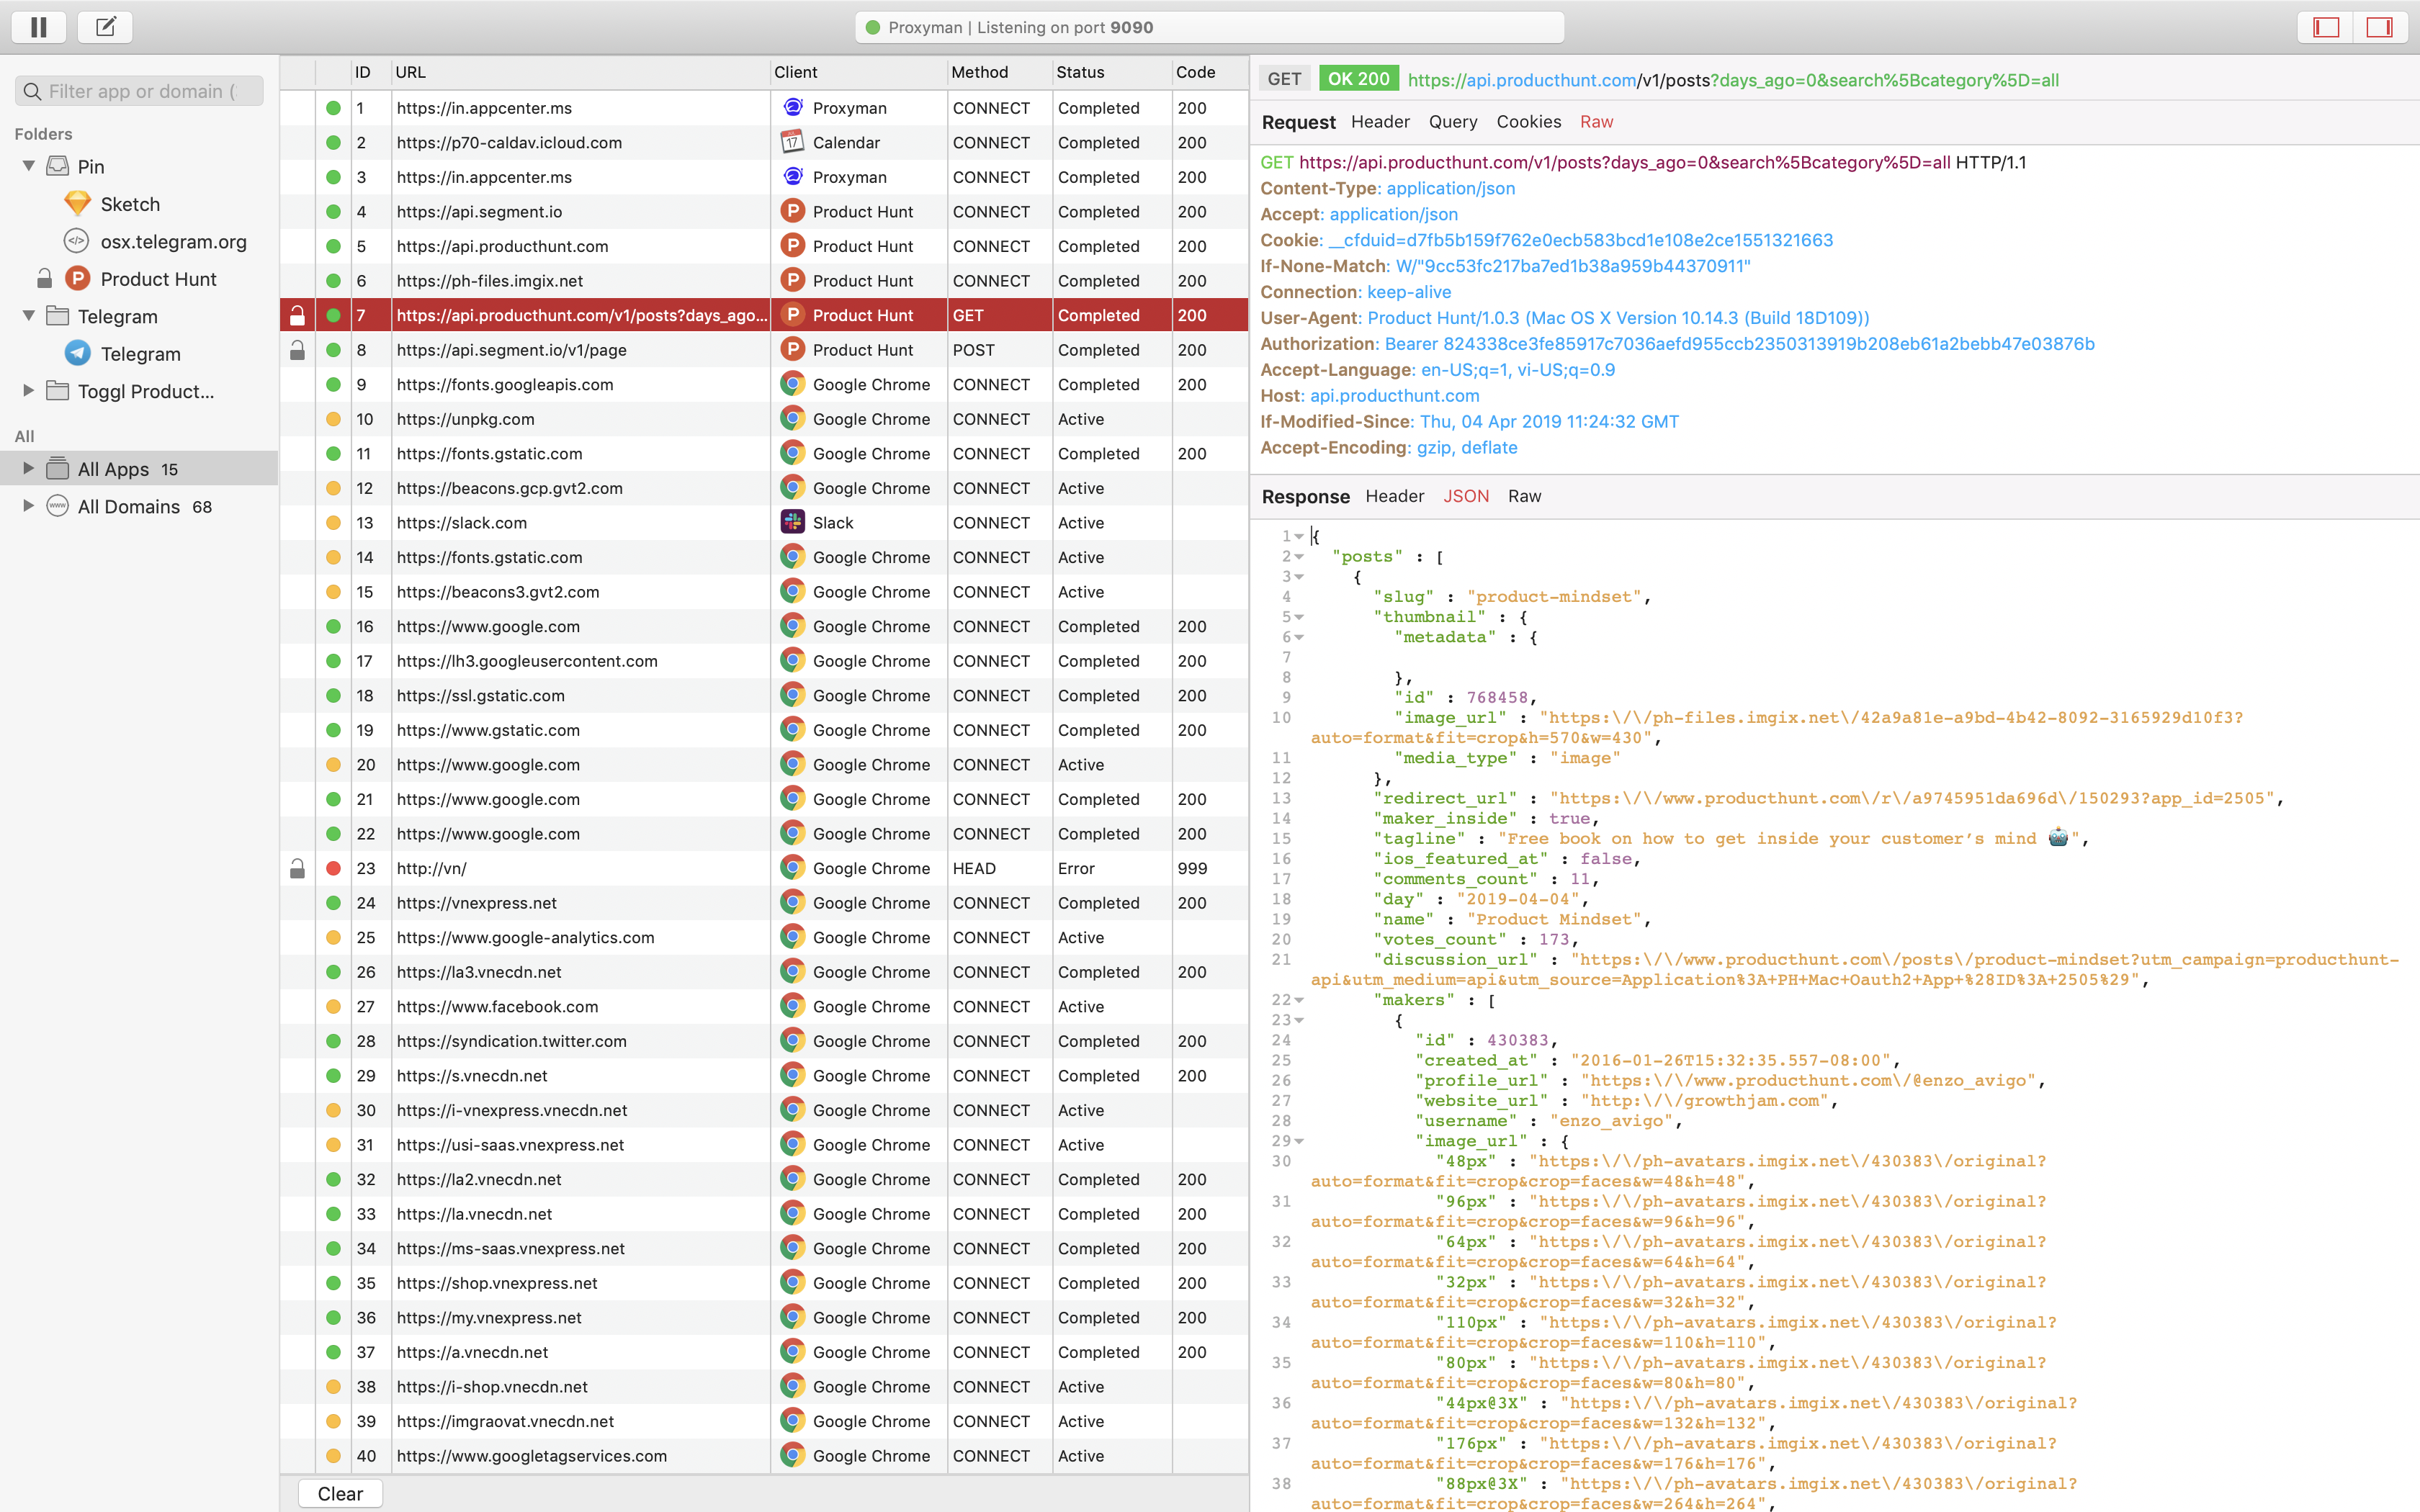 Proxyman | Listening on port 9090
Filter app or domain (
Folders
Pin
Sketch
osx.telegram.org
Product Hunt
Telegram
Telegram
Toggl Product...
All
All Apps 15
All Domains 68
ID URL Client Method Status Code
1 https://in.appcenter.ms Proxyman CONNECT Completed 200
2 https://p70-caldav.icloud.com Calendar CONNECT Completed 200
3 https://in.appcenter.ms Proxyman CONNECT Completed 200
4 https://api.segment.io Product Hunt CONNECT Completed 200
5 https://api.producthunt.com Product Hunt CONNECT Completed 200
6 https://ph-files.imgix.net Product Hunt CONNECT Completed 200
7 https://api.producthunt.com/v1/posts?days_ago... Product Hunt GET Completed 200
8 https://api.segment.io/v1/page Product Hunt POST Completed 200
9 https://fonts.googleapis.com Google Chrome CONNECT Completed 200
10 https://unpkg.com Google Chrome CONNECT Active
11 https://fonts.gstatic.com Google Chrome CONNECT Completed 200
12 https://beacons.gcp.gvt2.com Google Chrome CONNECT Active
13 https://slack.com Slack CONNECT Active
14 https://fonts.gstatic.com Google Chrome CONNECT Active
15 https://beacons3.gvt2.com Google Chrome CONNECT Active
16 https://www.google.com Google Chrome CONNECT Completed 200
17 https://lh3.googleusercontent.com Google Chrome CONNECT Completed 200
18 https://ssl.gstatic.com Google Chrome CONNECT Completed 200
19 https://www.gstatic.com Google Chrome CONNECT Completed 200
20 https://www.google.com Google Chrome CONNECT Active
21 https://www.google.com Google Chrome CONNECT Completed 200
22 https://www.google.com Google Chrome CONNECT Completed 200
23 http://vn/ Google Chrome HEAD Error 999
24 https://vnexpress.net Google Chrome CONNECT Completed 200
25 https://www.google-analytics.com Google Chrome CONNECT Active
26 https://la3.vnecdn.net Google Chrome CONNECT Completed 200
27 https://www.facebook.com Google Chrome CONNECT Active
28 https://syndication.twitter.com Google Chrome CONNECT Completed 200
29 https://s.vnecdn.net Google Chrome CONNECT Completed 200
30 https://i-vnexpress.vnecdn.net Google Chrome CONNECT Active
31 https://usi-saas.vnexpress.net Google Chrome CONNECT Active
32 https://la2.vnecdn.net Google Chrome CONNECT Completed 200
33 https://la.vnecdn.net Google Chrome CONNECT Completed 200
34 https://ms-saas.vnexpress.net Google Chrome CONNECT Completed 200
35 https://shop.vnexpress.net Google Chrome CONNECT Completed 200
36 https://my.vnexpress.net Google Chrome CONNECT Completed 200
37 https://a.vnecdn.net Google Chrome CONNECT Completed 200
38 https://i-shop.vnecdn.net Google Chrome CONNECT Active
39 https://imgraovat.vnecdn.net Google Chrome CONNECT Active
40 https://www.googletagservices.com Google Chrome CONNECT Active
Clear
GET OK 200 https://api.producthunt.com/v1/posts?days_ago=0&search%5Bcategory%5D=all
Request Header Query Cookies Raw
GET https://api.producthunt.com/v1/posts?days_ago=0&search%5Bcategory%5D=all HTTP/1.1
Content-Type: application/json
Accept: application/json
Cookie: __cfduid=d7fb5b159f762e0ecb583bcd1e108e2ce1551321663
If-None-Match: W/"9cc53fc217ba7ed1b38a959b44370911"
Connection: keep-alive
User-Agent: Product Hunt/1.0.3 (Mac OS X Version 10.14.3 (Build 18D109))
Authorization: Bearer 824338ce3fe85917c7036aefd955ccb2350313919b208eb61a2bebb47e03876b
Accept-Language: en-US;q=1, vi-US;q=0.9
Host: api.producthunt.com
If-Modified-Since: Thu, 04 Apr 2019 11:24:32 GMT
Accept-Encoding: gzip, deflate
Response Header JSON Raw
1 {
2 "posts" : [
3 {
4 "slug" : "product-mindset",
5 "thumbnail" : {
6 "metadata" : {
7
8 },
9 "id" : 768458,
10 "image_url" : "https:\/\/ph-files.imgix.net\/42a9a81e-a9bd-4b42-8092-3165929d10f3?
auto=format&fit=crop&h=570&w=430",
11 "media_type" : "image"
12 },
13 "redirect_url" : "https:\/\/www.producthunt.com\/r\/a9745951da696d\/150293?app_id=2505",
14 "maker_inside" : true,
15 "tagline" : "Free book on how to get inside your customer’s mind 🤖",
16 "ios_featured_at" : false,
17 "comments_count" : 11,
18 "day" : "2019-04-04",
19 "name" : "Product Mindset",
20 "votes_count" : 173,
21 "discussion_url" : "https:\/\/www.producthunt.com\/posts\/product-mindset?utm_campaign=producthunt-
api&utm_medium=api&utm_source=Application%3A+PH+Mac+Oauth2+App+%28ID%3A+2505%29",
22 "makers" : [
23 {
24 "id" : 430383,
25 "created_at" : "2016-01-26T15:32:35.557-08:00",
26 "profile_url" : "https:\/\/www.producthunt.com\/@enzo_avigo",
27 "website_url" : "http:\/\/growthjam.com",
28 "username" : "enzo_avigo",
29 "image_url" : {
30 "48px" : "https:\/\/ph-avatars.imgix.net\/430383\/original?
auto=format&fit=crop&crop=faces&w=48&h=48",
31 "96px" : "https:\/\/ph-avatars.imgix.net\/430383\/original?
auto=format&fit=crop&crop=faces&w=96&h=96",
32 "64px" : "https:\/\/ph-avatars.imgix.net\/430383\/original?
auto=format&fit=crop&crop=faces&w=64&h=64",
33 "32px" : "https:\/\/ph-avatars.imgix.net\/430383\/original?
auto=format&fit=crop&crop=faces&w=32&h=32",
34 "110px" : "https:\/\/ph-avatars.imgix.net\/430383\/original?
auto=format&fit=crop&crop=faces&w=110&h=110",
35 "80px" : "https:\/\/ph-avatars.imgix.net\/430383\/original?
auto=format&fit=crop&crop=faces&w=80&h=80",
36 "44px@3X" : "https:\/\/ph-avatars.imgix.net\/430383\/original?
auto=format&fit=crop&crop=faces&w=132&h=132",
37 "176px" : "https:\/\/ph-avatars.imgix.net\/430383\/original?
auto=format&fit=crop&crop=faces&w=176&h=176",
38 "88px@3X" : "https:\/\/ph-avatars.imgix.net\/430383\/original?
auto=format&fit=crop&crop=faces&w=264&h=264",